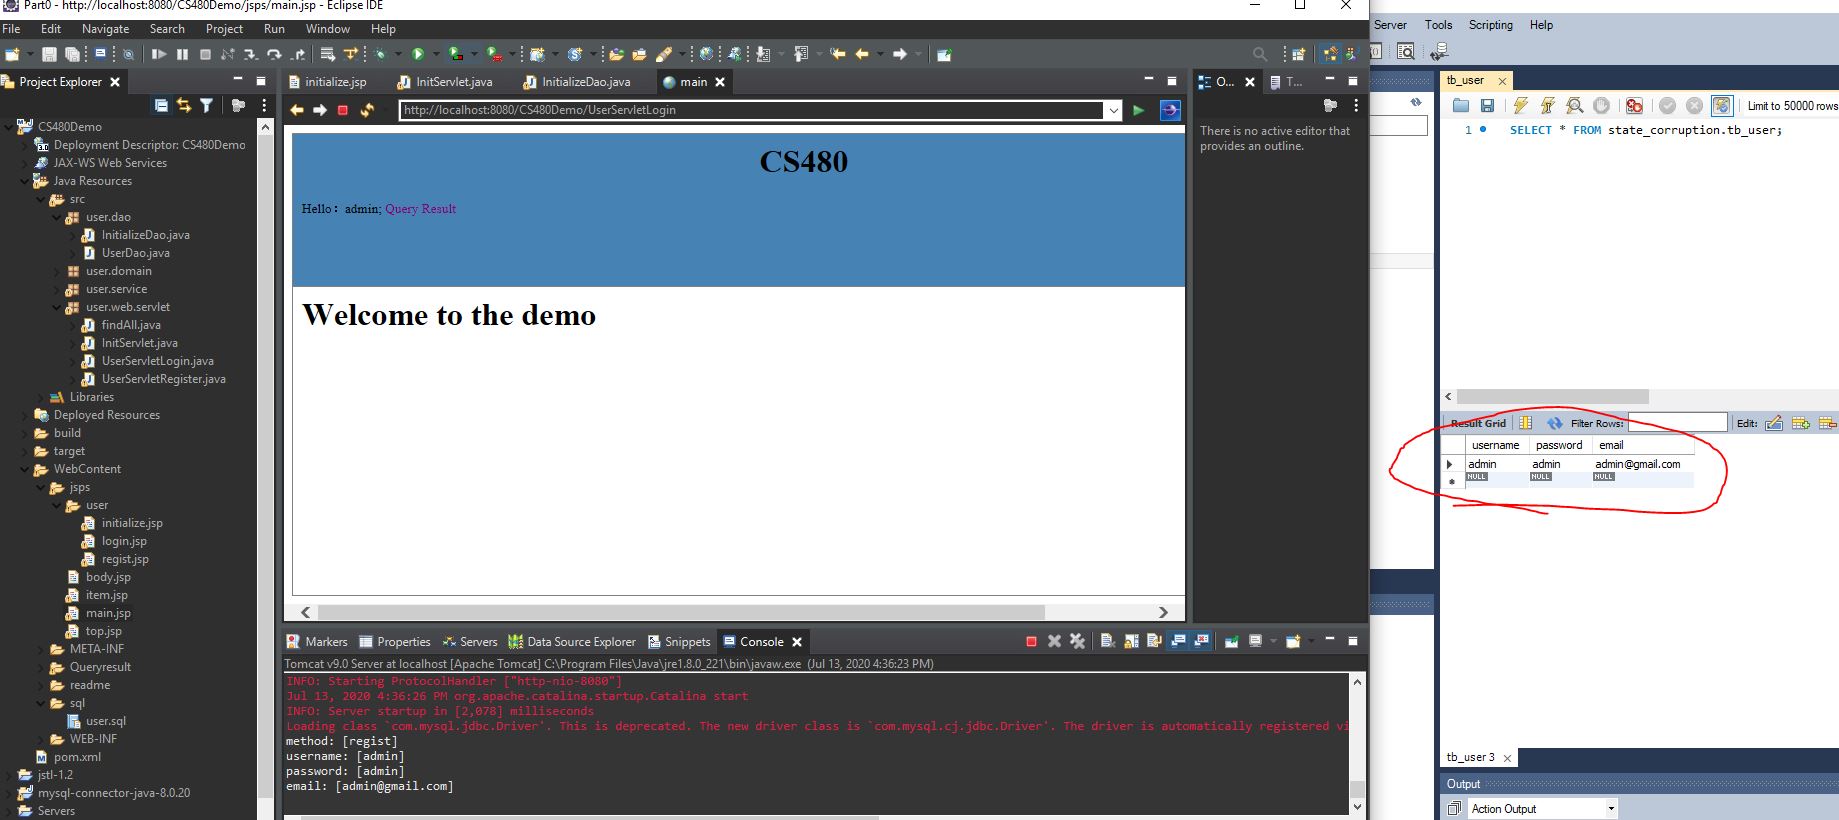 Part0 - http://localhost:8080/CS480Demo/jsps/main.jsp - Eclipse IDE
File Edit Navigate Search Project Run Window Help
Project Explorer
CS480Demo
Deployment Descriptor: CS480Demo
JAX-WS Web Services
Java Resources
src
user.dao
InitializeDao.java
UserDao.java
user.domain
user.service
user.web.servlet
findAll.java
InitServlet.java
UserServletLogin.java
UserServletRegister.java
Libraries
Deployed Resources
build
target
WebContent
jsps
user
initialize.jsp
login.jsp
regist.jsp
body.jsp
item.jsp
main.jsp
top.jsp
META-INF
Queryresult
readme
sql
user.sql
WEB-INF
pom.xml
jstl-1.2
mysql-connector-java-8.0.20
Servers
initialize.jsp InitServlet.java InitializeDao.java main
http://localhost:8080/CS480Demo/UserServletLogin
CS480
Hello：admin; Query Result
Welcome to the demo
O... T...
There is no active editor that
provides an outline.
Markers Properties Servers Data Source Explorer Snippets Console
Tomcat v9.0 Server at localhost [Apache Tomcat] C:\Program Files\Java\jre1.8.0_221\bin\javaw.exe (Jul 13, 2020 4:36:23 PM)
INFO: Starting ProtocolHandler ["http-nio-8080"]
Jul 13, 2020 4:36:26 PM org.apache.catalina.startup.Catalina start
INFO: Server startup in [2,078] milliseconds
Loading class `com.mysql.jdbc.Driver'. This is deprecated. The new driver class is `com.mysql.cj.jdbc.Driver'. The driver is automatically registered vi
method: [regist]
username: [admin]
password: [admin]
email: [admin@gmail.com]
Server Tools Scripting Help
tb_user
Limit to 50000 rows
1 SELECT * FROM state_corruption.tb_user;
Result Grid Filter Rows: Edit:
username password email
admin admin admin@gmail.com
NULL NULL NULL
tb_user 3
Output
Action Output